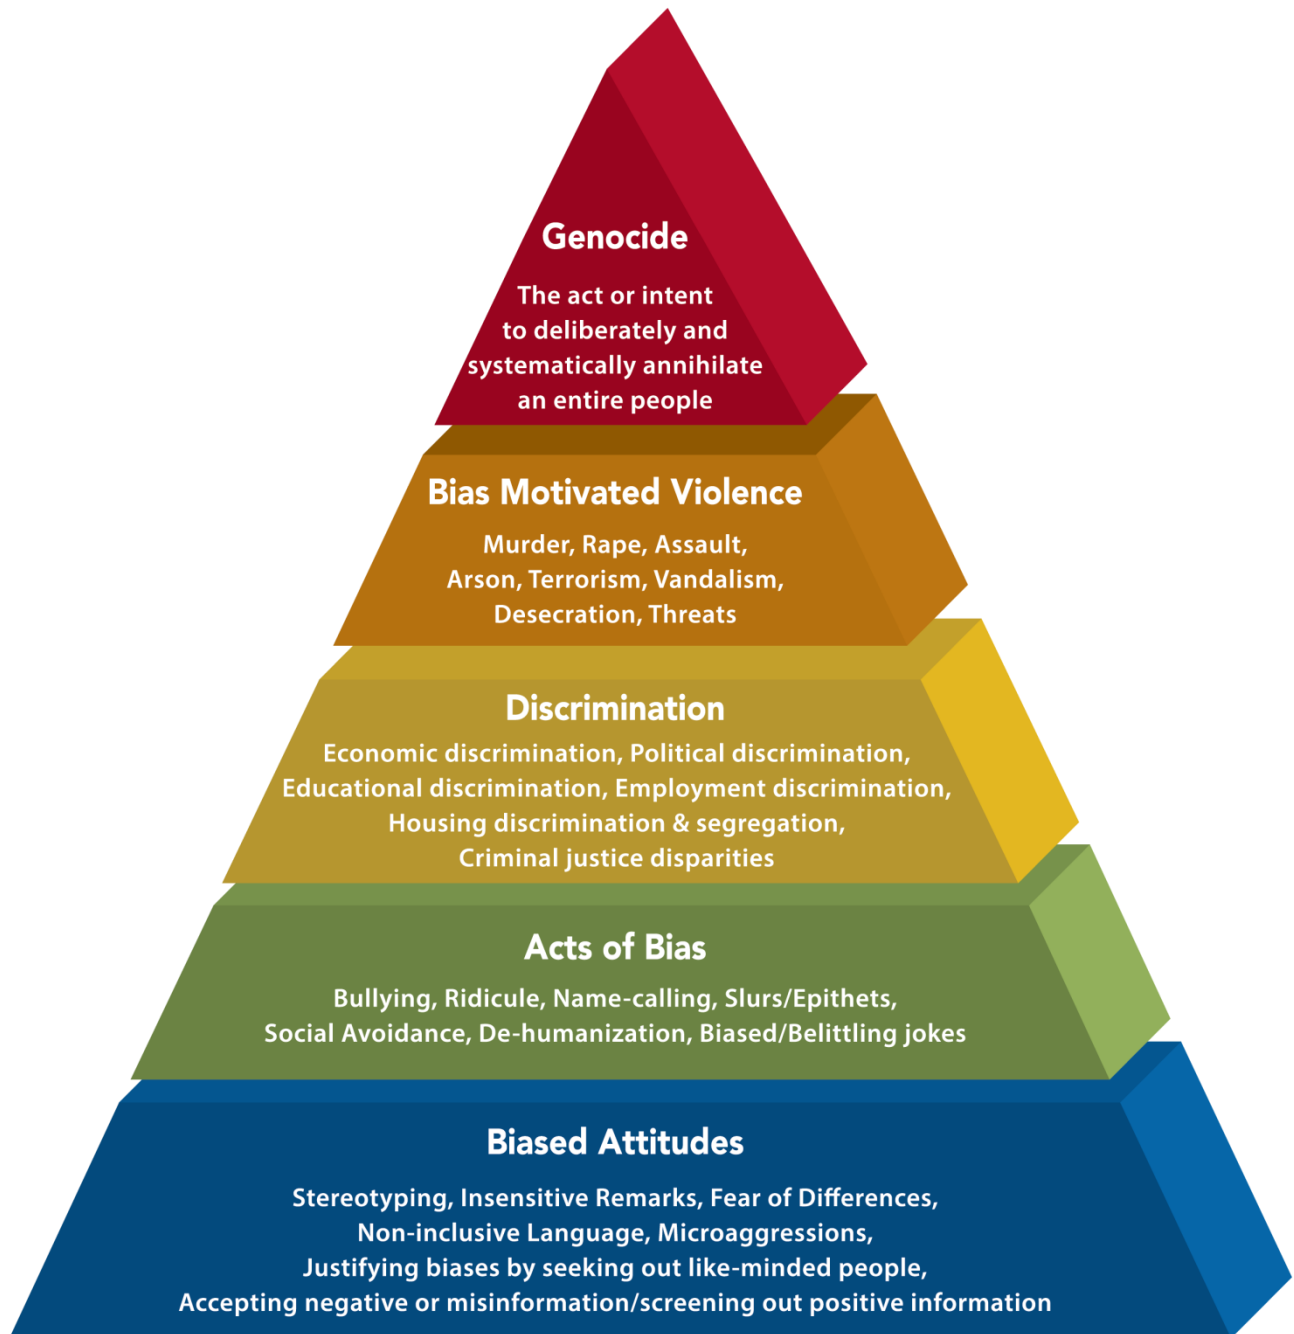 Genocide
The act or intent
to deliberately and
systematically annihilate
an entire people
Bias Motivated Violence
Murder, Rape, Assault,
Arson, Terrorism, Vandalism,
Desecration, Threats
Discrimination
Economic discrimination, Political discrimination,
Educational discrimination, Employment discrimination,
Housing discrimination & segregation,
Criminal justice disparities
Acts of Bias
Bullying, Ridicule, Name-calling, Slurs/Epithets,
Social Avoidance, De-humanization, Biased/Belittling jokes
Biased Attitudes
Stereotyping, Insensitive Remarks, Fear of Differences,
Non-inclusive Language, Microaggressions,
Justifying biases by seeking out like-minded people,
Accepting negative or misinformation/screening out positive information